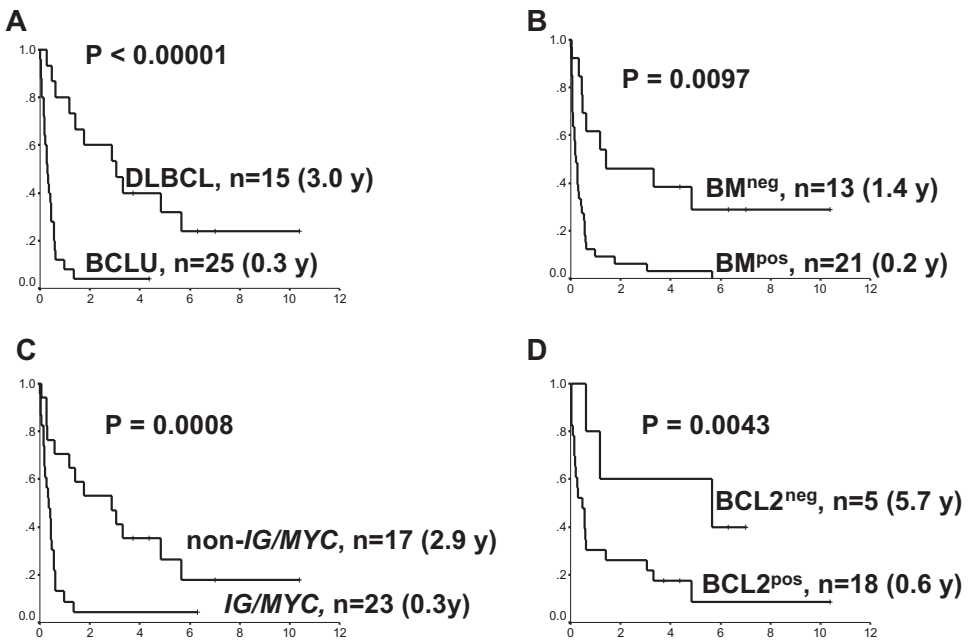 A
P < 0.00001
1.0
.8
.6
.4
.2
0.0
DLBCL, n=15 (3.0 y)
BCLU, n=25 (0.3 y)
0 2 4 6 8 10 12
B
P = 0.0097
1.0
.8
.6
.4
.2
0.0
BMneg, n=13 (1.4 y)
BMpos, n=21 (0.2 y)
0 2 4 6 8 10 12
C
P = 0.0008
1.0
.8
.6
.4
.2
0.0
non-IG/MYC, n=17 (2.9 y)
IG/MYC, n=23 (0.3y)
0 2 4 6 8 10 12
D
P = 0.0043
1.0
.8
.6
.4
.2
0.0
BCL2neg, n=5 (5.7 y)
BCL2pos, n=18 (0.6 y)
0 2 4 6 8 10 12